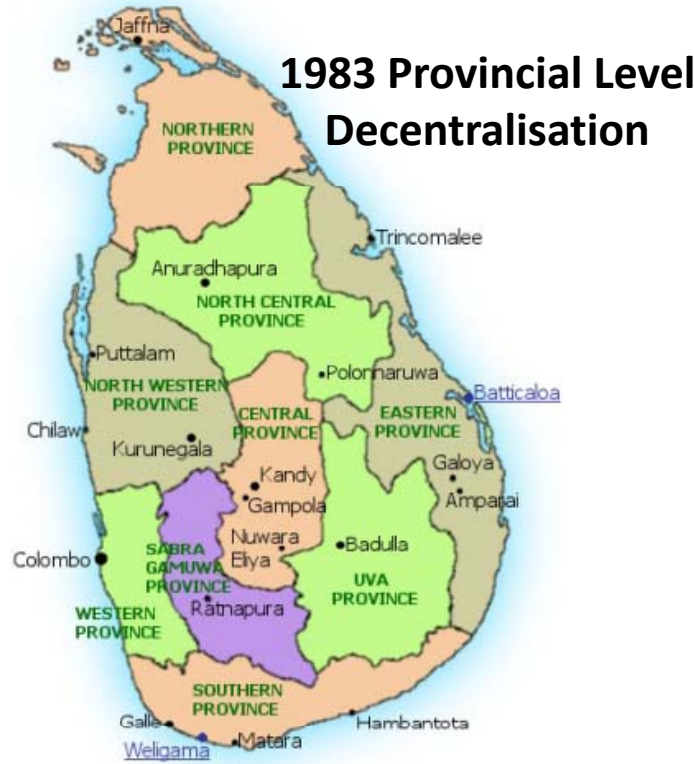 1983 Provincial Level
Decentralisation
Jaffna
NORTHERN
PROVINCE
Trincomalee
Anuradhapura
NORTH CENTRAL
PROVINCE
Puttalam
Polonnaruwa
NORTH WESTERN
PROVINCE
Batticaloa
CENTRAL
PROVINCE
EASTERN
PROVINCE
Chilaw
Kurunegala
Galoya
Kandy
Gampola
Amparai
Nuwara
Eliya
Badulla
Colombo
SABRA
GAMUWA
PROVINCE
UVA
PROVINCE
Ratnapura
WESTERN
PROVINCE
SOUTHERN
PROVINCE
Galle
Hambantota
Weligama
Matara